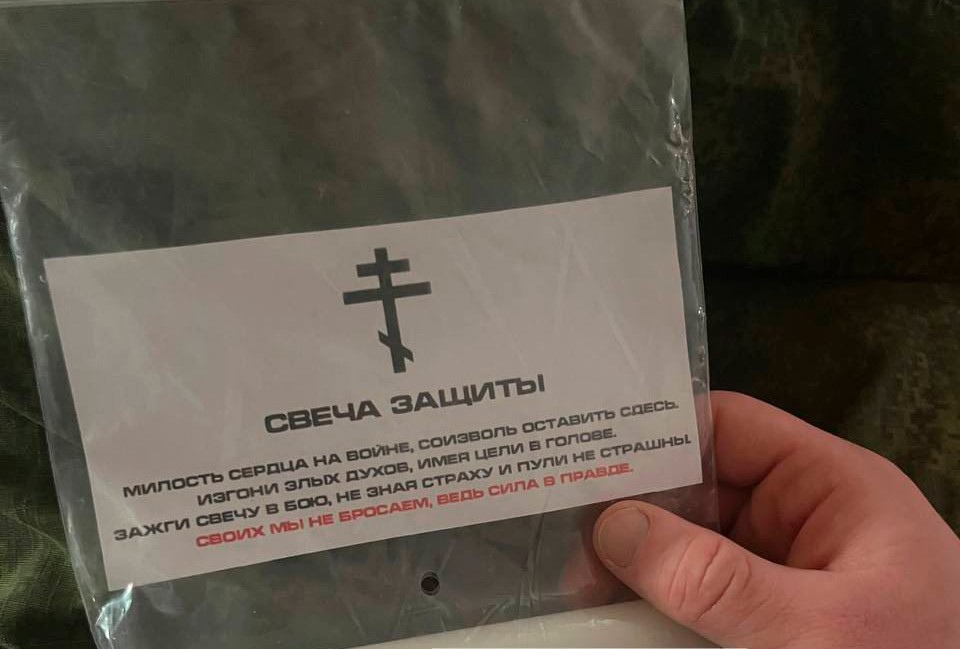 СВЕЧА ЗАЩИТЫ
МИЛОСТЬ СЕРДЦА НА ВОЙНЕ, СОИЗВОЛЬ ОСТАВИТЬ СДЕСЬ.
ИЗГОНИ ЗЛЫХ ДУХОВ, ИМЕЯ ЦЕЛИ В ГОЛОВЕ.
ЗАЖГИ СВЕЧУ В БОЮ, НЕ ЗНАЯ СТРАХУ И ПУЛИ НЕ СТРАШНЫ.
СВОИХ МЫ НЕ БРОСАЕМ, ВЕДЬ СИЛА В ПРАВДЕ.